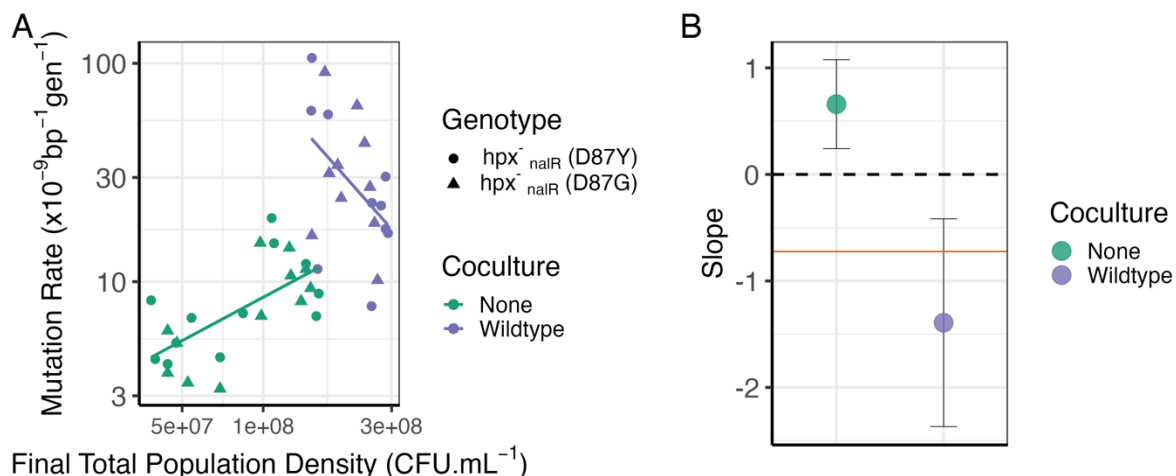 A
Mutation Rate (x10⁻⁹bp⁻¹gen⁻¹)
100
30
10
3
5e+07 1e+08 3e+08
Final Total Population Density (CFU.mL⁻¹)
Genotype
hpx⁻ nalR (D87Y)
hpx⁻ nalR (D87G)
Coculture
None
Wildtype
B
Slope
1
0
-1
-2
Coculture
None
Wildtype